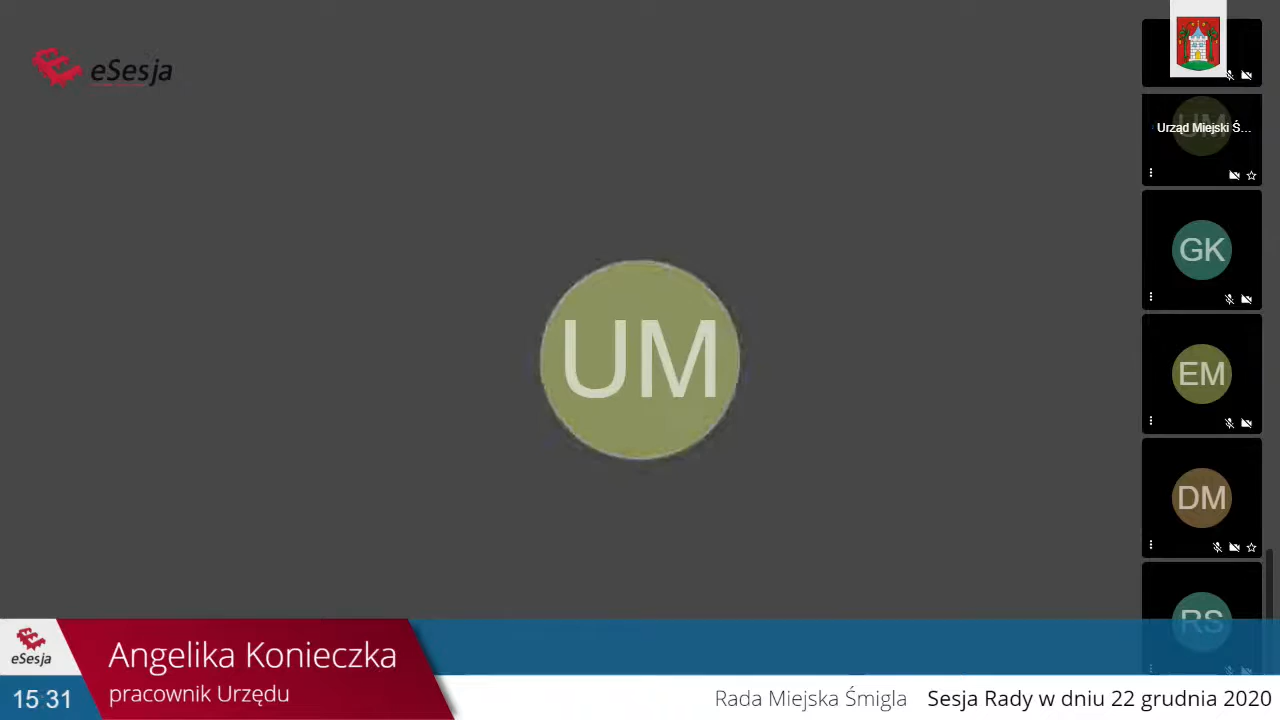 eSesja
Urząd Miejski Ś...
UM
GK
EM
DM
RS
UM
eSesja
Angelika Konieczka
pracownik Urzędu
15:31
Rada Miejska Śmigla
Sesja Rady w dniu 22 grudnia 2020